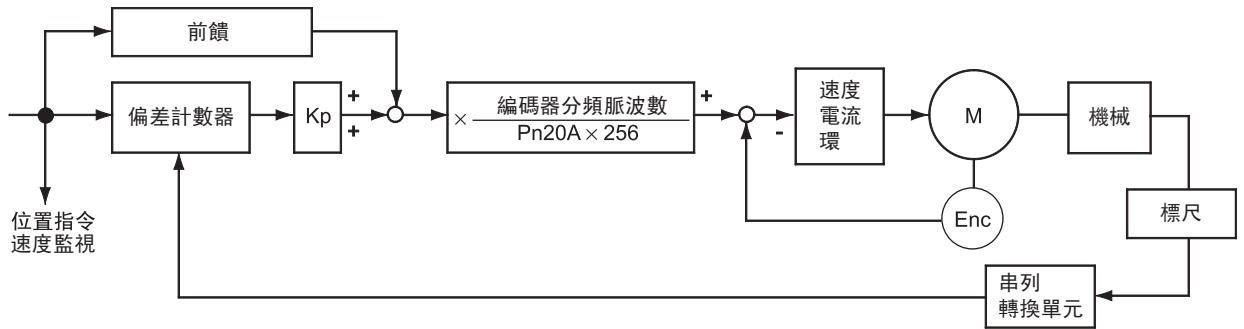 前饋
偏差計數器
Kp
+
+
×
編碼器分頻脈波數
Pn20A × 256
+
-
速度
電流
環
M
機械
Enc
標尺
位置指令
速度監視
串列
轉換單元